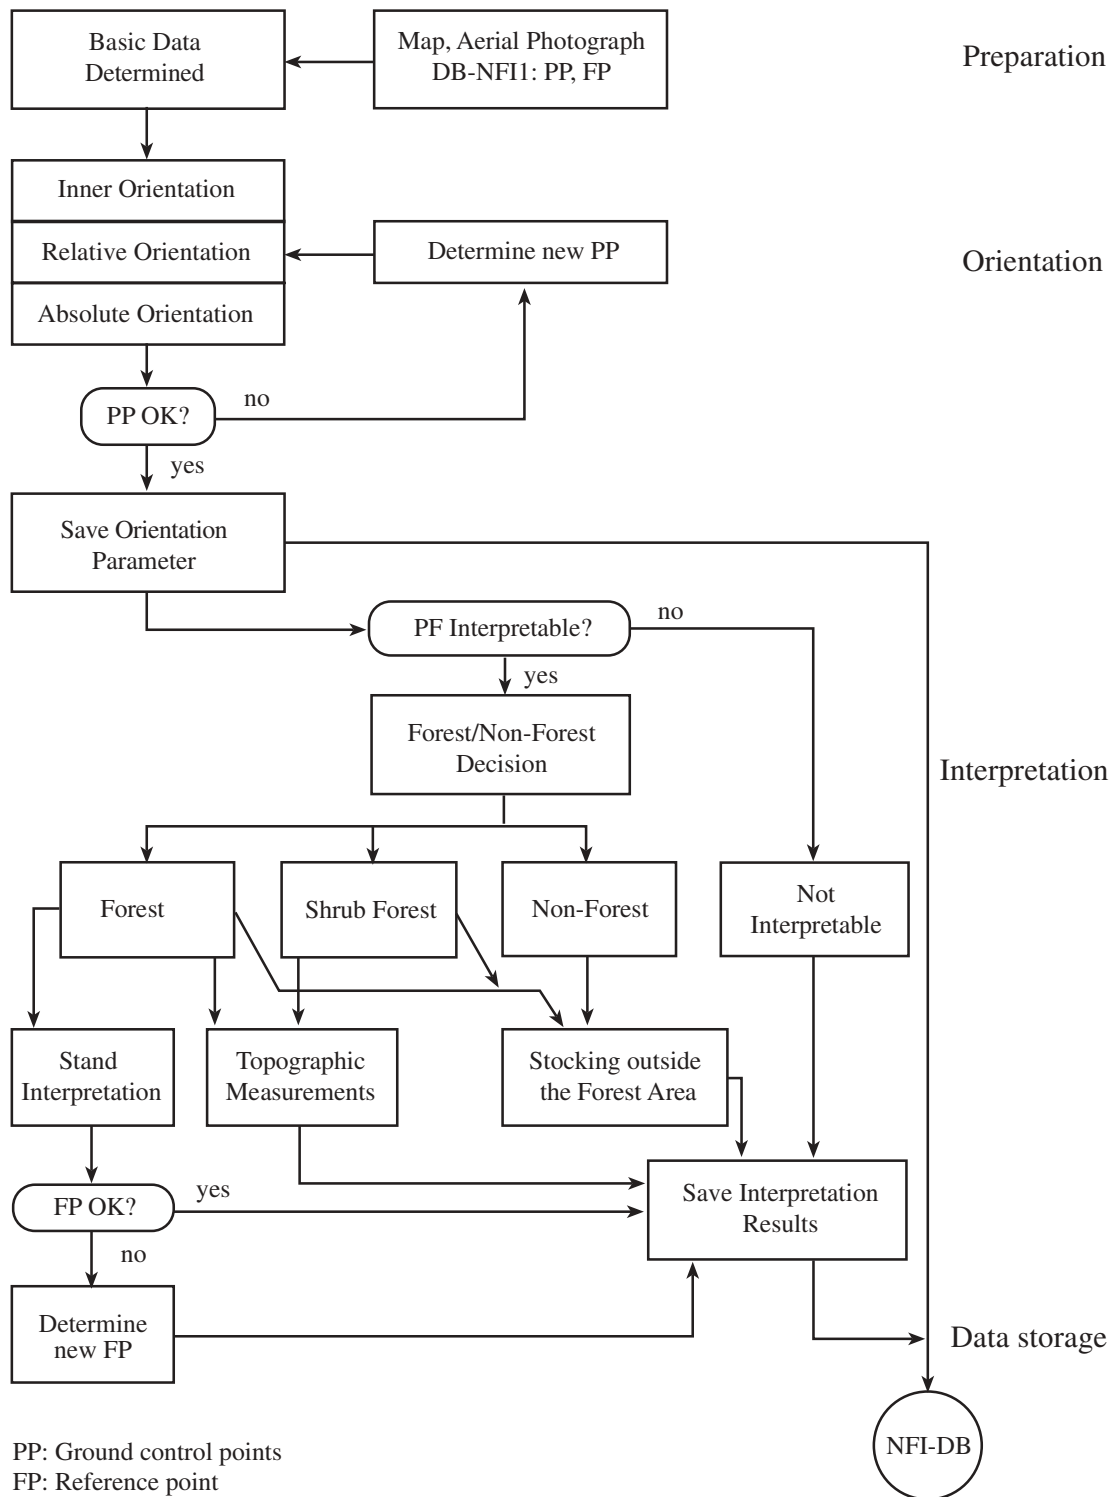 Basic Data
Determined
Map, Aerial Photograph
DB-NFI1: PP, FP
Preparation
Inner Orientation
Relative Orientation
Determine new PP
Orientation
Absolute Orientation
PP OK?
no
yes
Save Orientation
Parameter
PF Interpretable?
no
yes
Forest/Non-Forest
Decision
Interpretation
Forest
Shrub Forest
Non-Forest
Not
Interpretable
Stand
Interpretation
Topographic
Measurements
Stocking outside
the Forest Area
FP OK?
yes
no
Save Interpretation
Results
Determine
new FP
Data storage
NFI-DB
PP: Ground control points
FP: Reference point